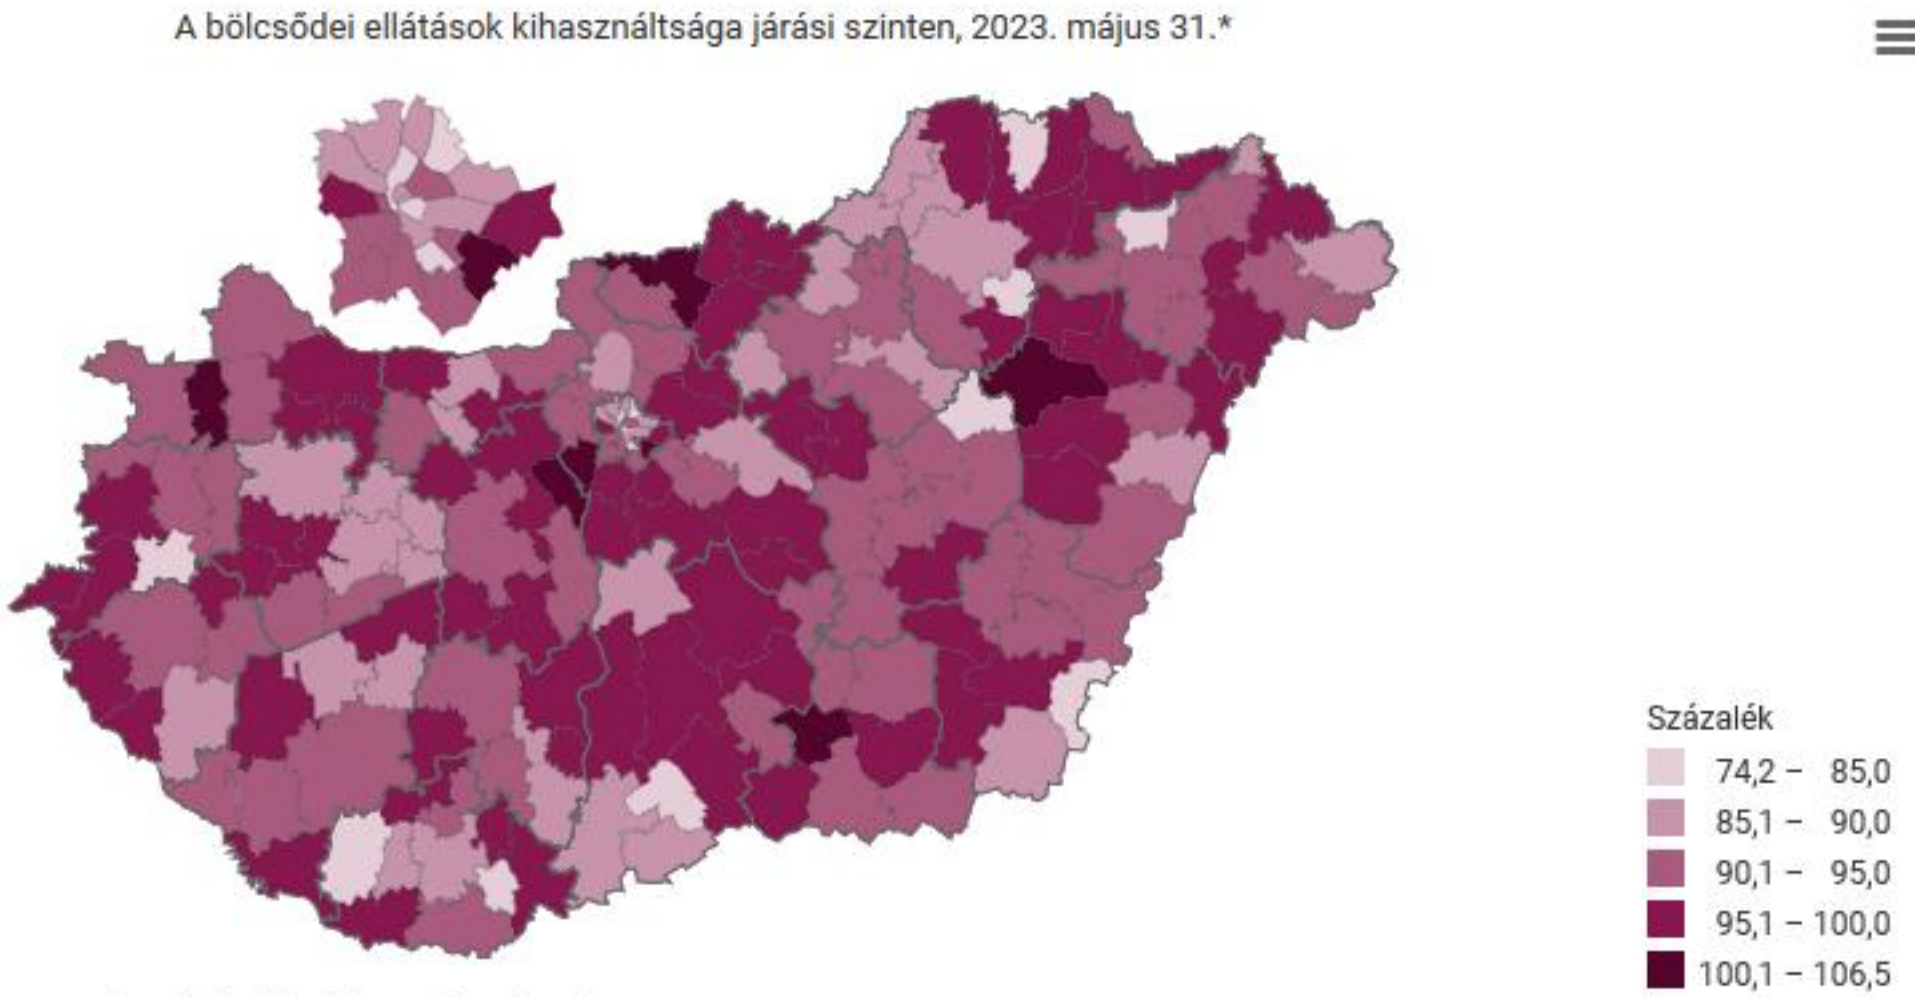 A bölcsődei ellátások kihasználtsága járási szinten, 2023. május 31.*
Százalék
74,2 – 85,0
85,1 – 90,0
90,1 – 95,0
95,1 – 100,0
100,1 – 106,5